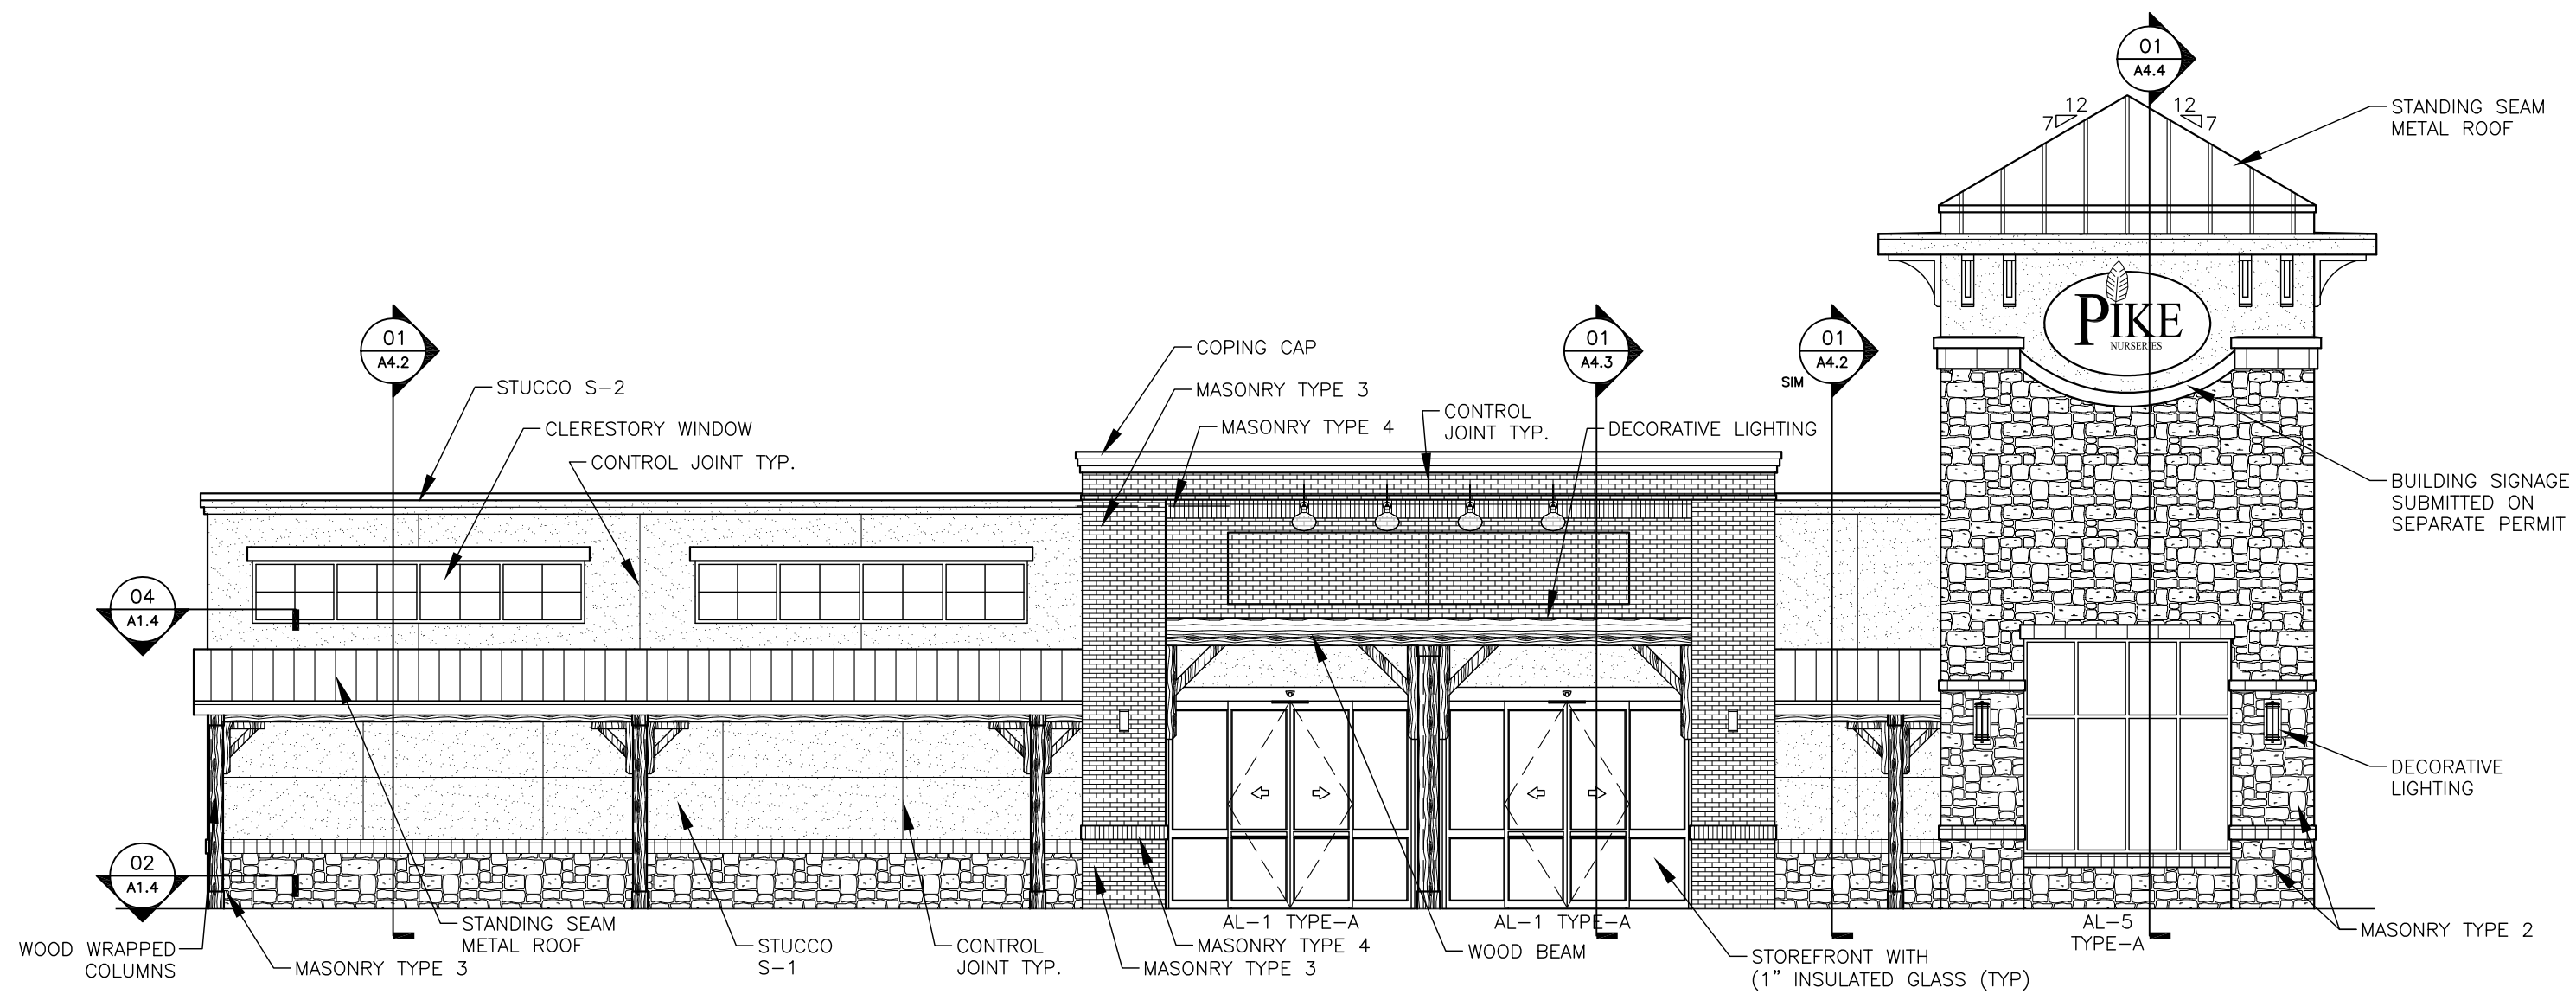 01
A4.4
12
7
12
7
STANDING SEAM
METAL ROOF
PIKE
NURSERIES
01
A4.2
01
A4.3
01
A4.2
SIM
COPING CAP
STUCCO S-2
MASONRY TYPE 3
CLERESTORY WINDOW
MASONRY TYPE 4
CONTROL
JOINT TYP.
DECORATIVE LIGHTING
CONTROL JOINT TYP.
BUILDING SIGNAGE
SUBMITTED ON
SEPARATE PERMIT
04
A1.4
DECORATIVE
LIGHTING
02
A1.4
WOOD WRAPPED
COLUMNS
MASONRY TYPE 3
STANDING SEAM
METAL ROOF
STUCCO
S-1
CONTROL
JOINT TYP.
AL-1 TYPE-A
AL-1 TYPE-A
MASONRY TYPE 4
MASONRY TYPE 3
WOOD BEAM
STOREFRONT WITH
(1" INSULATED GLASS (TYP)
AL-5
TYPE-A
MASONRY TYPE 2